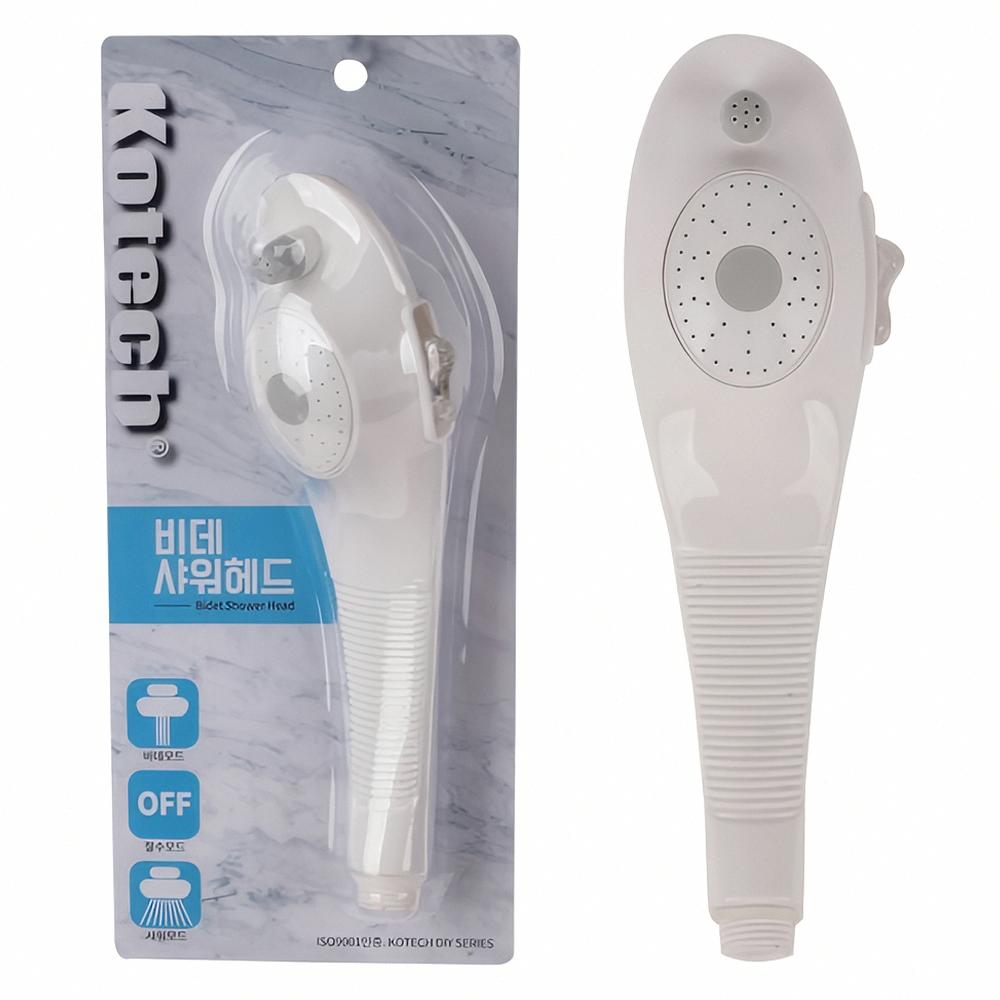 Kotech®
비데
샤워헤드
Bidet Shower Head
비데모드
OFF
절수모드
샤워모드
ISO9001인증. KOTECH DIY SERIES